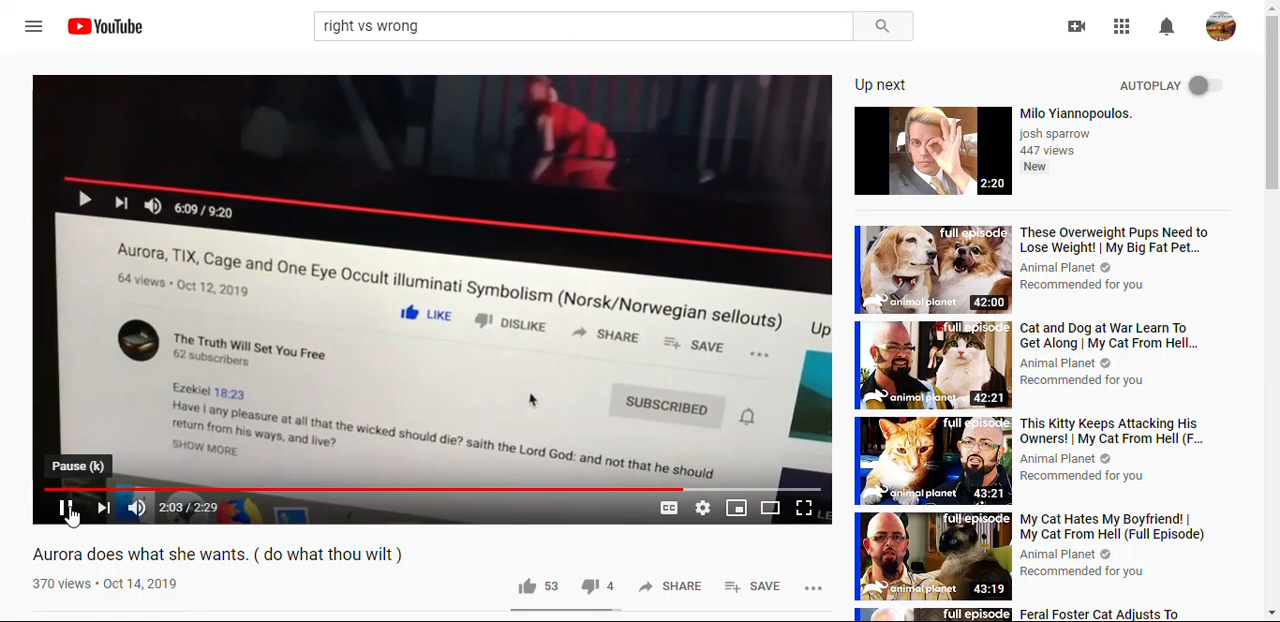 YouTube
right vs wrong
6:09 / 9:20
Aurora, TIX, Cage and One Eye Occult illuminati Symbolism (Norsk/Norwegian sellouts)
64 views • Oct 12, 2019
LIKE
DISLIKE
SHARE
SAVE
Up
The Truth Will Set You Free
62 subscribers
SUBSCRIBED
Ezekiel 18:23
Have I any pleasure at all that the wicked should die? saith the Lord God: and not that he should
return from his ways, and live?
SHOW MORE
Pause (k)
2:03 / 2:29
CC
Aurora does what she wants. ( do what thou wilt )
370 views • Oct 14, 2019
53
4
SHARE
SAVE
Up next
AUTOPLAY
2:20
Milo Yiannopoulos.
josh sparrow
447 views
New
full episode
animal planet
42:00
These Overweight Pups Need to
Lose Weight! | My Big Fat Pet...
Animal Planet
Recommended for you
full episode
animal planet
42:21
Cat and Dog at War Learn To
Get Along | My Cat From Hell...
Animal Planet
Recommended for you
full episode
animal planet
43:21
This Kitty Keeps Attacking His
Owners! | My Cat From Hell (F...
Animal Planet
Recommended for you
full episode
animal planet
43:19
My Cat Hates My Boyfriend! |
My Cat From Hell (Full Episode)
Animal Planet
Recommended for you
full episode
Feral Foster Cat Adjusts To